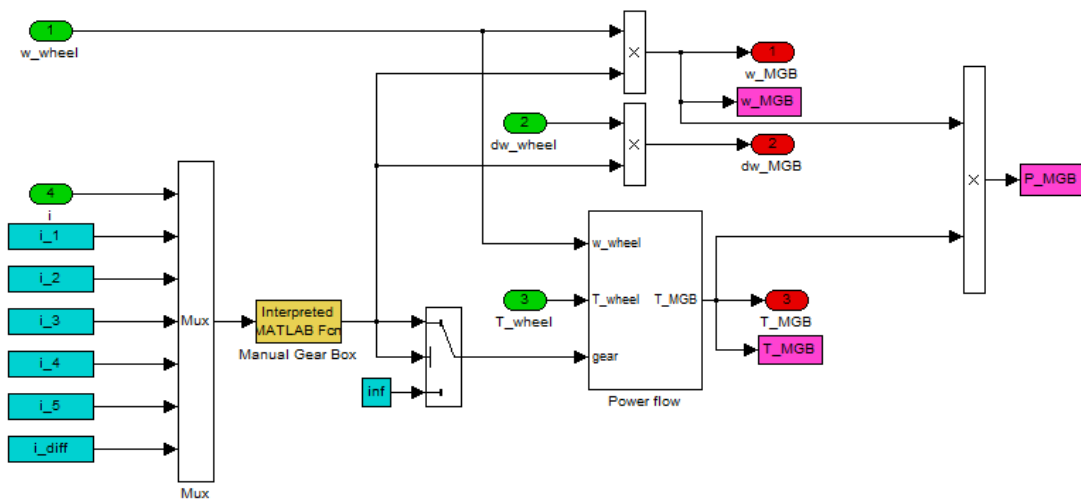 1
w_wheel
×
1
w_MGB
w_MGB
2
dw_wheel
×
2
dw_MGB
×
P_MGB
4
i
i_1
i_2
i_3
i_4
i_5
i_diff
Mux
Mux
Interpreted
MATLAB Fcn
Manual Gear Box
inf
3
T_wheel
w_wheel
T_wheel
T_MGB
gear
Power flow
3
T_MGB
T_MGB